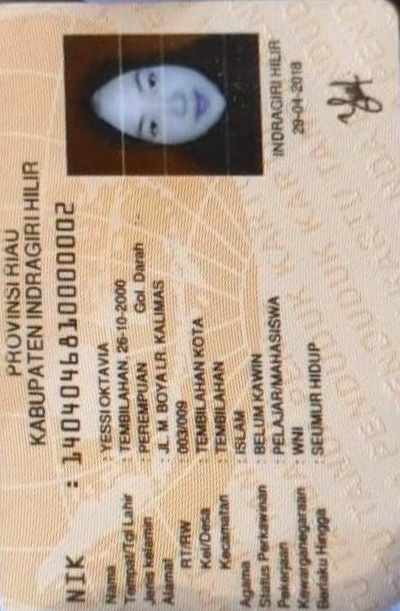 PROVINSI RIAU
KABUPATEN INDRAGIRI HILIR
NIK : 1404046810000002
Nama : YESSI OKTAVIA
Tempat/Tgl Lahir : TEMBILAHAN, 26-10-2000
Jenis kelamin : PEREMPUAN Gol. Darah : -
Alamat : JL. M. BOYA LR. KALIMAS
RT/RW : 003/009
Kel/Desa : TEMBILAHAN KOTA
Kecamatan : TEMBILAHAN
Agama : ISLAM
Status Perkawinan : BELUM KAWIN
Pekerjaan : PELAJAR/MAHASISWA
Kewarganegaraan : WNI
Berlaku Hingga : SEUMUR HIDUP
INDRAGIRI HILIR
29-04-2018